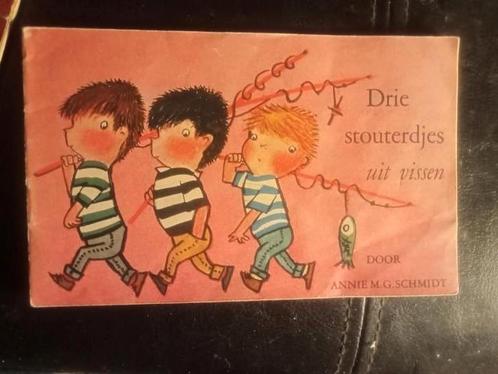 Drie
stouterdjes
uit vissen
DOOR
ANNIE M.G. SCHMIDT